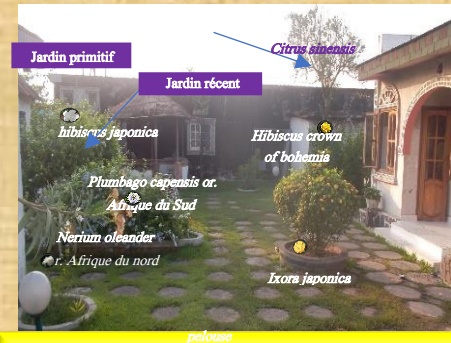 Citrus sinensis
Jardin primitif
Jardin récent
hibiscus japonica
Hibiscus crown
of bohemia
Plumbago capensis or.
Afrique du Sud
Nerium oleander
r. Afrique du nord
Ixora japonica
pelouse